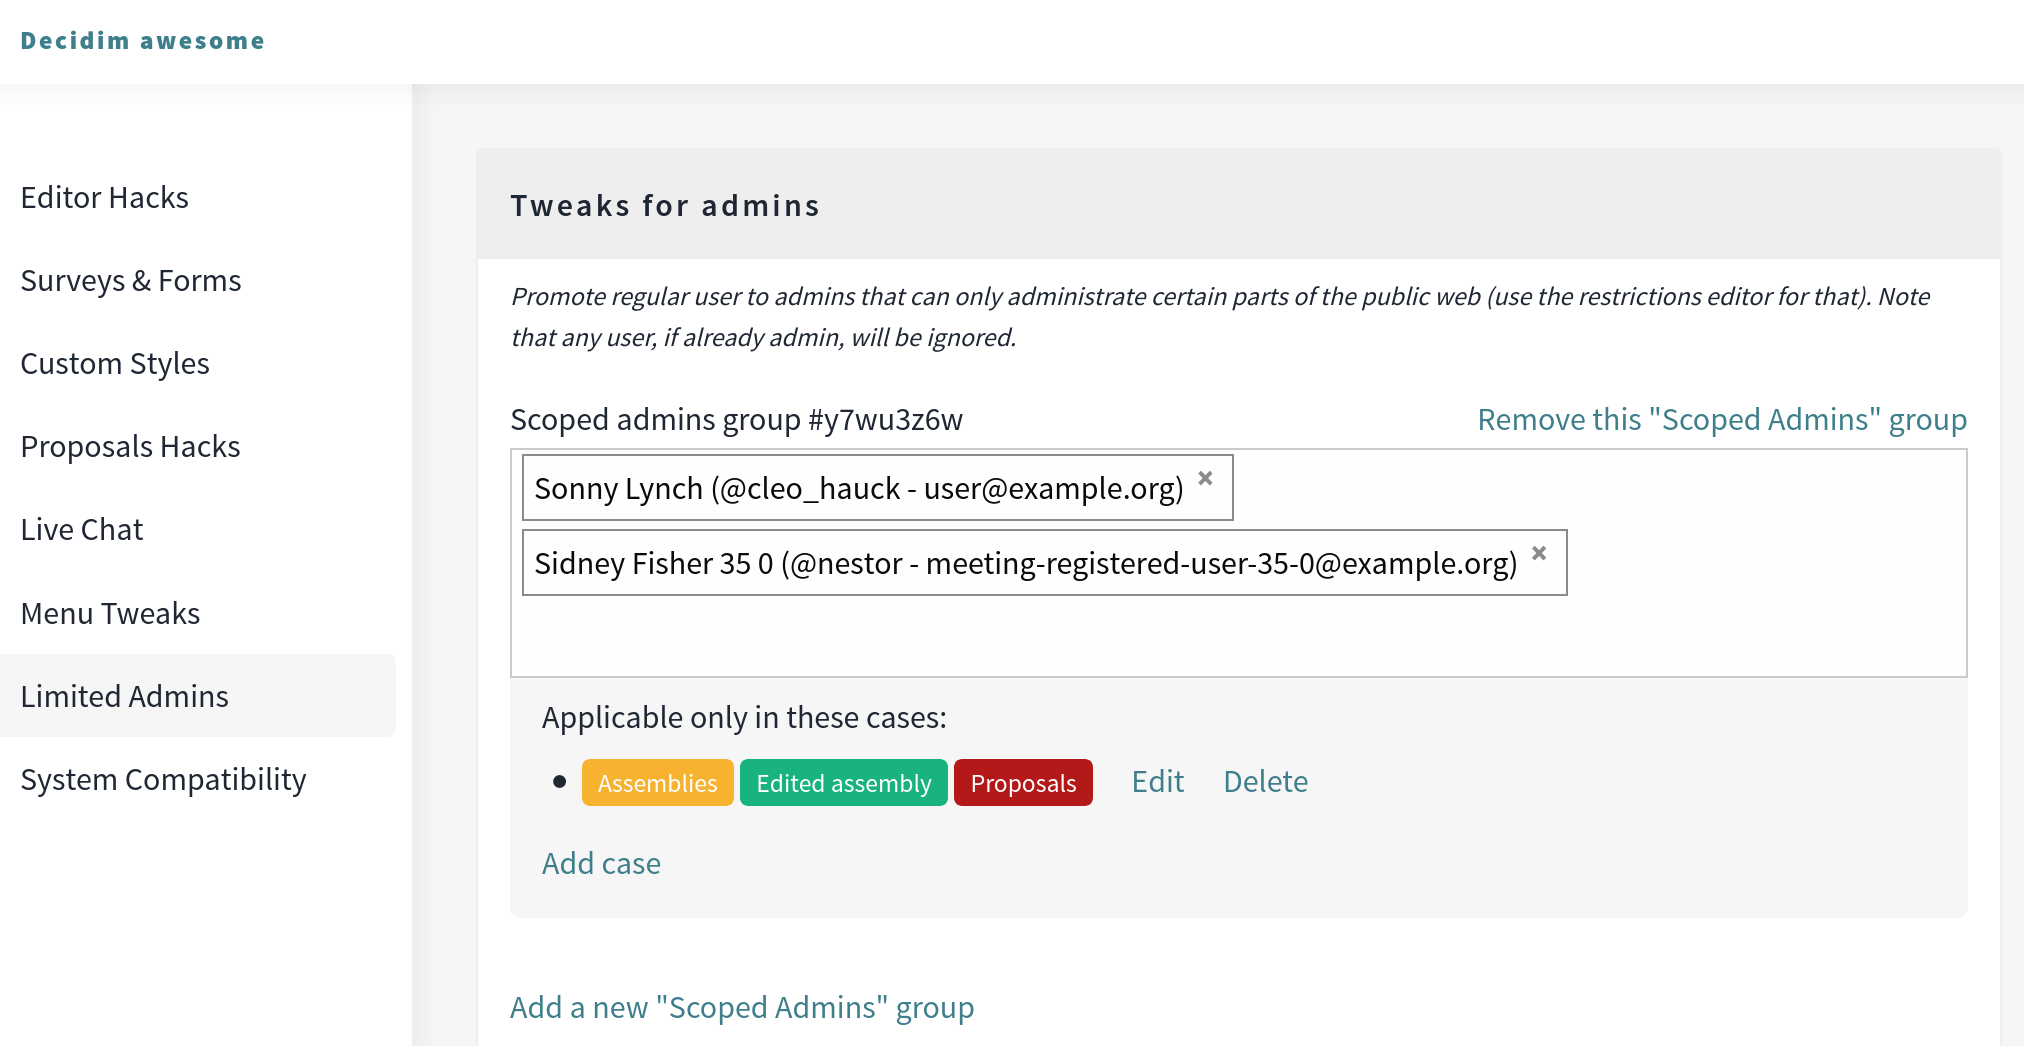 Decidim awesome
Editor Hacks
Surveys & Forms
Custom Styles
Proposals Hacks
Live Chat
Menu Tweaks
Limited Admins
System Compatibility
Tweaks for admins
Promote regular user to admins that can only administrate certain parts of the public web (use the restrictions editor for that). Note
that any user, if already admin, will be ignored.
Scoped admins group #y7wu3z6w
Remove this "Scoped Admins" group
Sonny Lynch (@cleo_hauck - user@example.org) ×
Sidney Fisher 35 0 (@nestor - meeting-registered-user-35-0@example.org) ×
Applicable only in these cases:
• Assemblies Edited assembly Proposals Edit Delete
Add case
Add a new "Scoped Admins" group